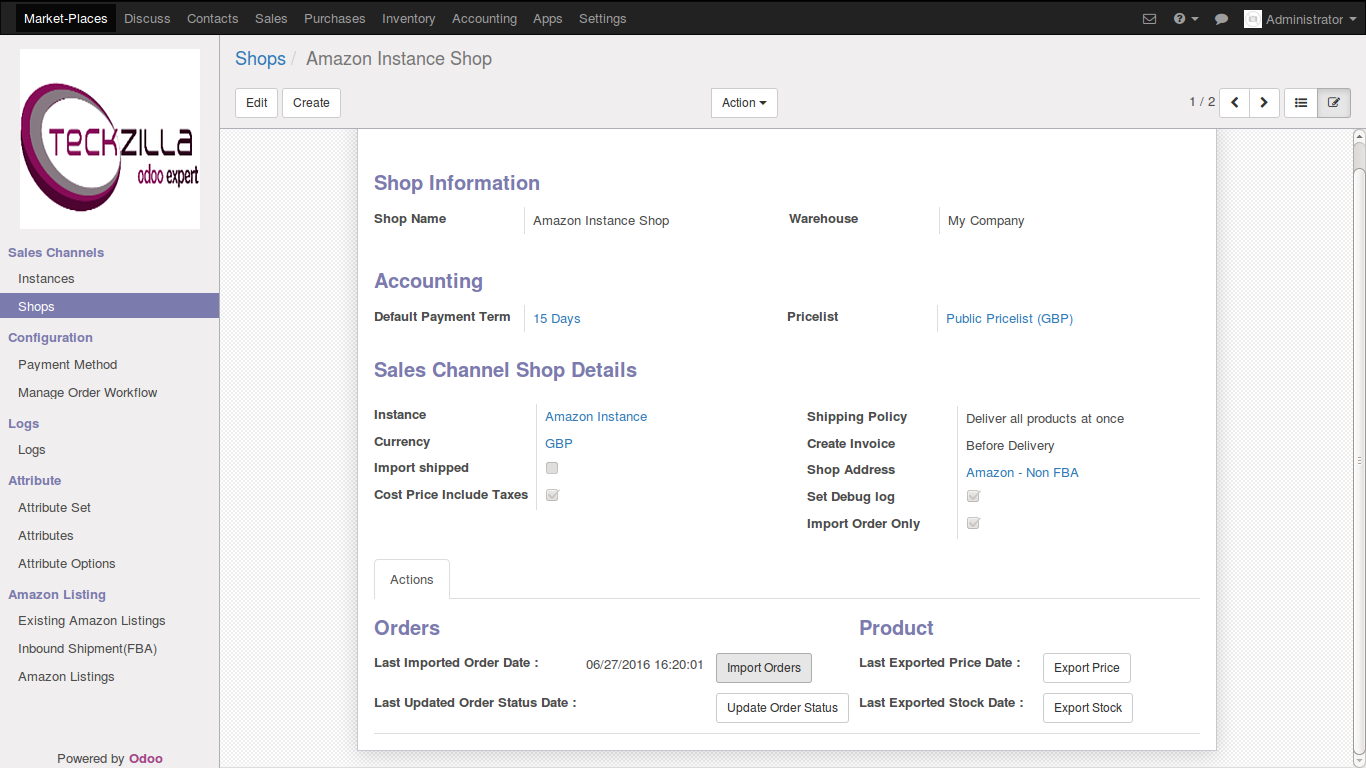 Market-Places Discuss Contacts Sales Purchases Inventory Accounting Apps Settings Administrator
TECKZILLA
odoo expert
Sales Channels
Instances
Shops
Configuration
Payment Method
Manage Order Workflow
Logs
Logs
Attribute
Attribute Set
Attributes
Attribute Options
Amazon Listing
Existing Amazon Listings
Inbound Shipment(FBA)
Amazon Listings
Powered by Odoo
Shops / Amazon Instance Shop
Edit Create Action 1 / 2
Shop Information
Shop Name Amazon Instance Shop Warehouse My Company
Accounting
Default Payment Term 15 Days Pricelist Public Pricelist (GBP)
Sales Channel Shop Details
Instance Amazon Instance
Currency GBP
Import shipped
Cost Price Include Taxes
Shipping Policy Deliver all products at once
Create Invoice Before Delivery
Shop Address Amazon - Non FBA
Set Debug log
Import Order Only
Actions
Orders
Last Imported Order Date : 06/27/2016 16:20:01 Import Orders
Last Updated Order Status Date : Update Order Status
Product
Last Exported Price Date : Export Price
Last Exported Stock Date : Export Stock